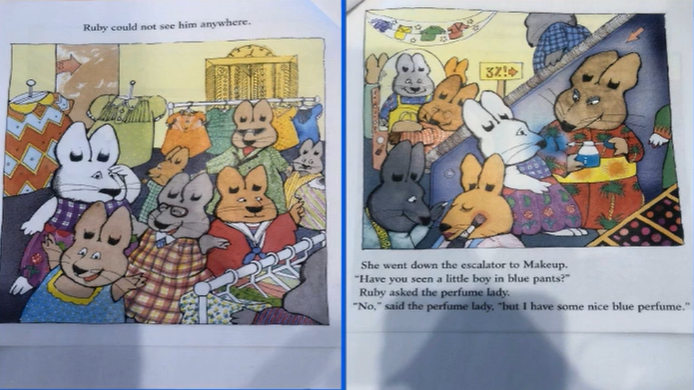 Ruby could not see him anywhere.
She went down the escalator to Makeup.
"Have you seen a little boy in blue pants?"
Ruby asked the perfume lady.
"No," said the perfume lady, "but I have some nice blue perfume."